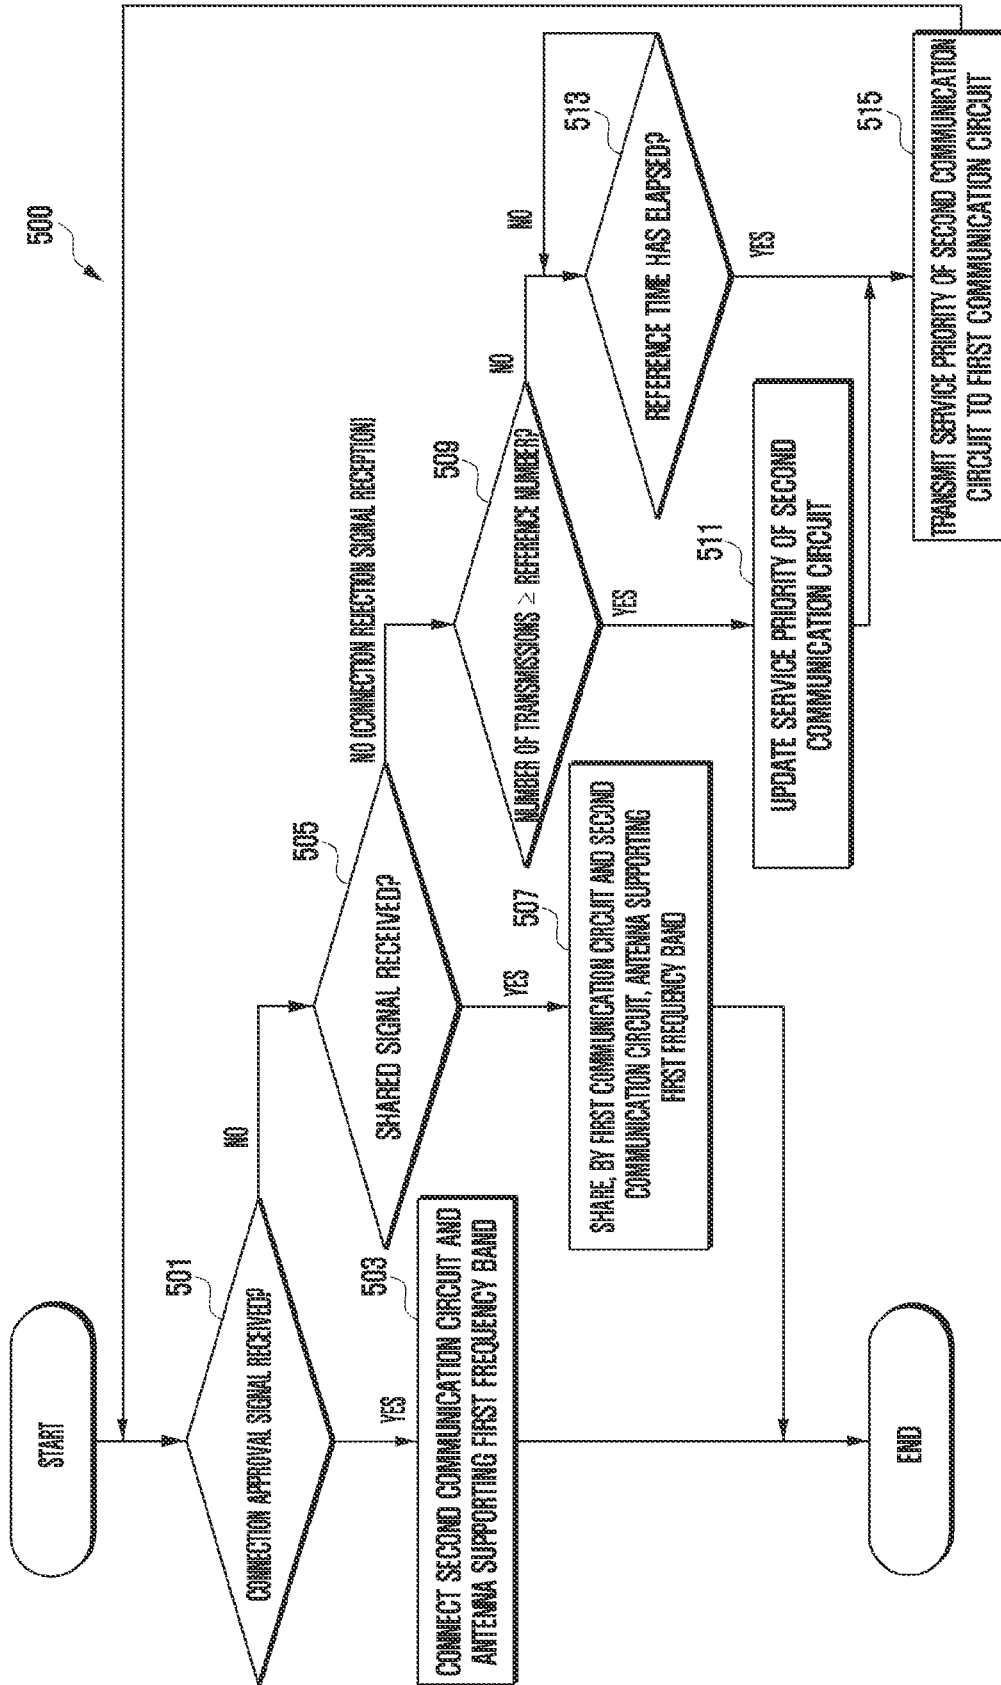 500
START
501
CONNECTION APPROVAL SIGNAL RECEIVED?
NO
YES
503
CONNECT SECOND COMMUNICATION CIRCUIT AND
ANTENNA SUPPORTING FIRST FREQUENCY BAND
505
SHARED SIGNAL RECEIVED?
NO (CONNECTION REJECTION SIGNAL RECEPTION)
YES
507
SHARE, BY FIRST COMMUNICATION CIRCUIT AND SECOND
COMMUNICATION CIRCUIT, ANTENNA SUPPORTING
FIRST FREQUENCY BAND
509
NUMBER OF TRANSMISSIONS ≥ REFERENCE NUMBER?
NO
YES
511
UPDATE SERVICE PRIORITY OF SECOND
COMMUNICATION CIRCUIT
513
REFERENCE TIME HAS ELAPSED?
NO
YES
515
TRANSMIT SERVICE PRIORITY OF SECOND COMMUNICATION
CIRCUIT TO FIRST COMMUNICATION CIRCUIT
END